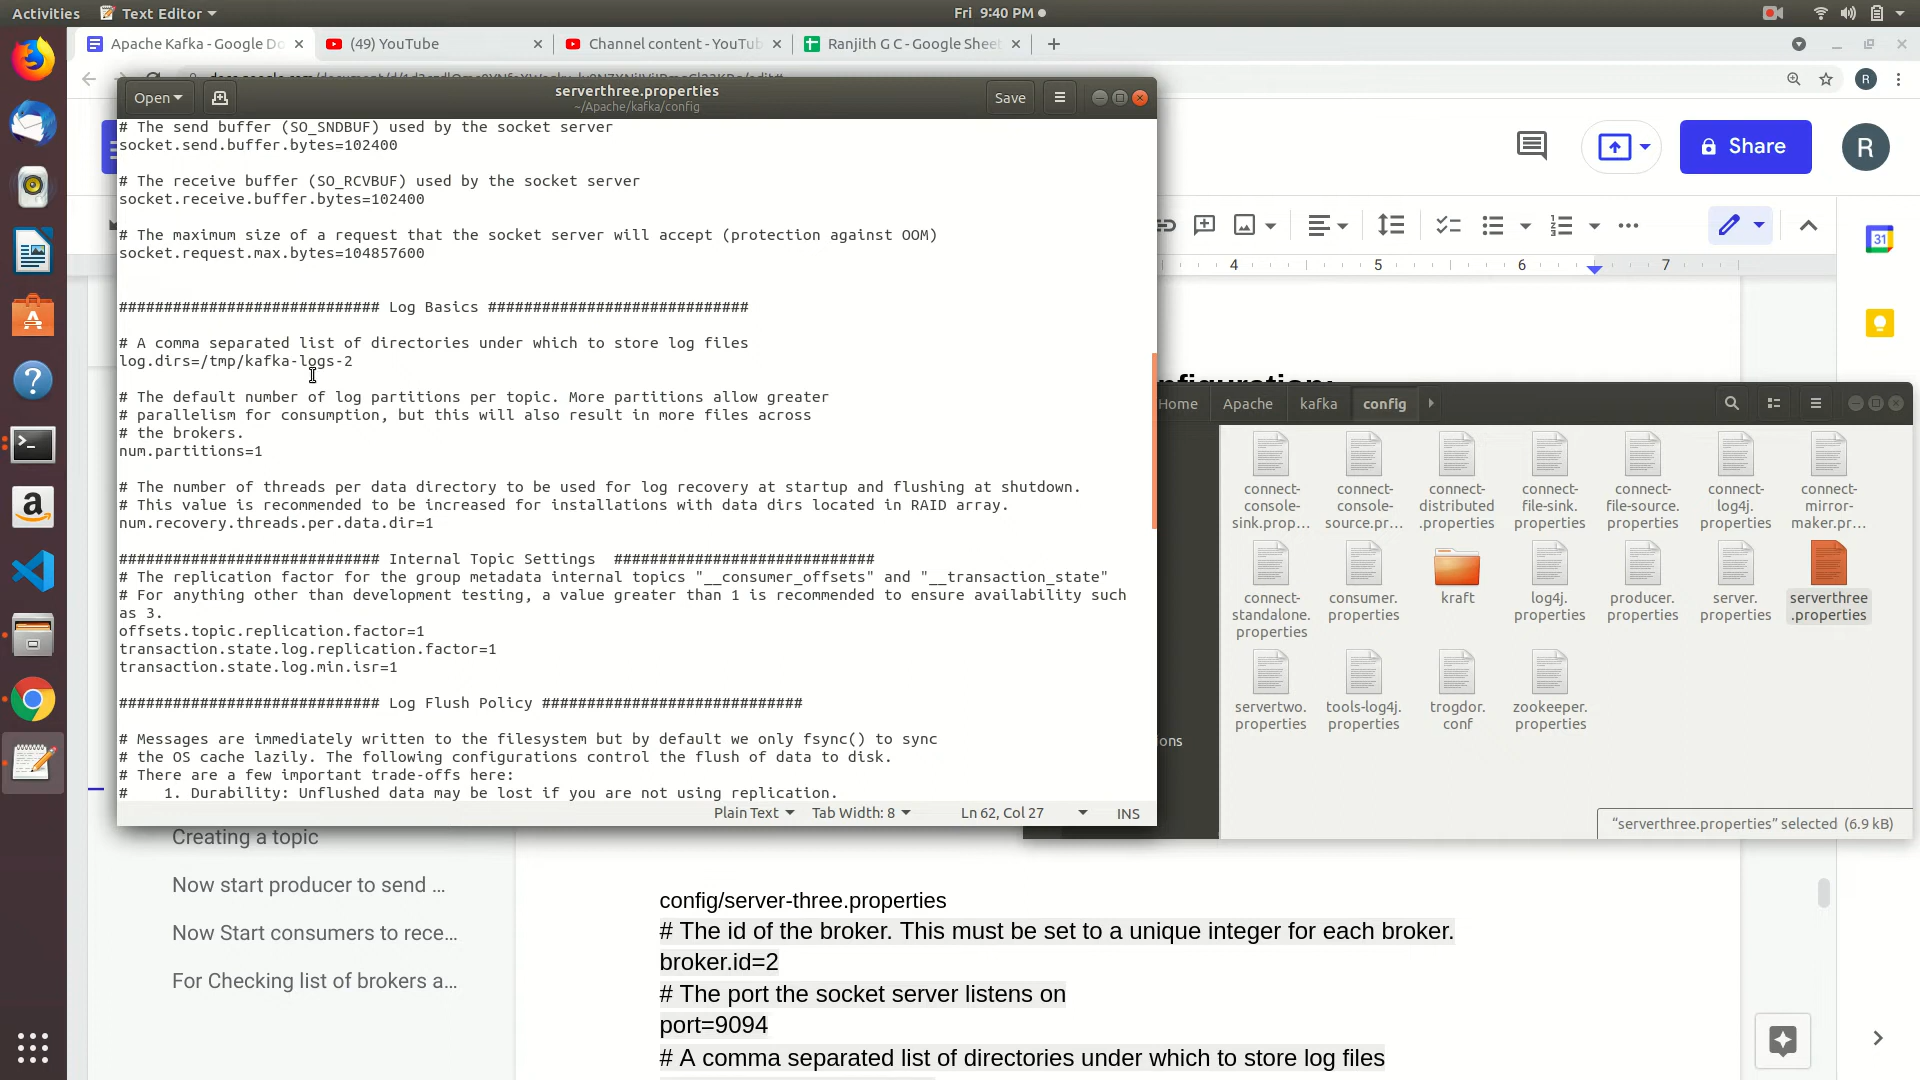 Activities
Text Editor
Fri 9:40 PM
Apache Kafka - Google Do
(49) YouTube
Channel content - YouTub
Ranjith G C - Google Sheet
R
Open
serverthree.properties
~/Apache/kafka/config
Save
# The send buffer (SO_SNDBUF) used by the socket server
socket.send.buffer.bytes=102400
# The receive buffer (SO_RCVBUF) used by the socket server
socket.receive.buffer.bytes=102400
# The maximum size of a request that the socket server will accept (protection against OOM)
socket.request.max.bytes=104857600
############################# Log Basics #############################
# A comma separated list of directories under which to store log files
log.dirs=/tmp/kafka-logs-2
# The default number of log partitions per topic. More partitions allow greater
# parallelism for consumption, but this will also result in more files across
# the brokers.
num.partitions=1
# The number of threads per data directory to be used for log recovery at startup and flushing at shutdown.
# This value is recommended to be increased for installations with data dirs located in RAID array.
num.recovery.threads.per.data.dir=1
############################# Internal Topic Settings  #############################
# The replication factor for the group metadata internal topics "__consumer_offsets" and "__transaction_state"
# For anything other than development testing, a value greater than 1 is recommended to ensure availability such
as 3.
offsets.topic.replication.factor=1
transaction.state.log.replication.factor=1
transaction.state.log.min.isr=1
############################# Log Flush Policy #############################
# Messages are immediately written to the filesystem but by default we only fsync() to sync
# the OS cache lazily. The following configurations control the flush of data to disk.
# There are a few important trade-offs here:
#    1. Durability: Unflushed data may be lost if you are not using replication.
Plain Text
Tab Width: 8
Ln 62, Col 27
INS
Share
R
31
4 5 6 7
Home
Apache
kafka
config
connect-console-sink.prop...
connect-console-source.pr...
connect-distributed.properties
connect-file-sink.properties
connect-file-source.properties
connect-log4j.properties
connect-mirror-maker.pr...
connect-standalone.properties
consumer.properties
kraft
log4j.properties
producer.properties
server.properties
serverthree.properties
servertwo.properties
tools-log4j.properties
trogdor.conf
zookeeper.properties
ions
"serverthree.properties" selected (6.9 kB)
Creating a topic
Now start producer to send ...
Now Start consumers to rece...
For Checking list of brokers a...
config/server-three.properties
# The id of the broker. This must be set to a unique integer for each broker.
broker.id=2
# The port the socket server listens on
port=9094
# A comma separated list of directories under which to store log files